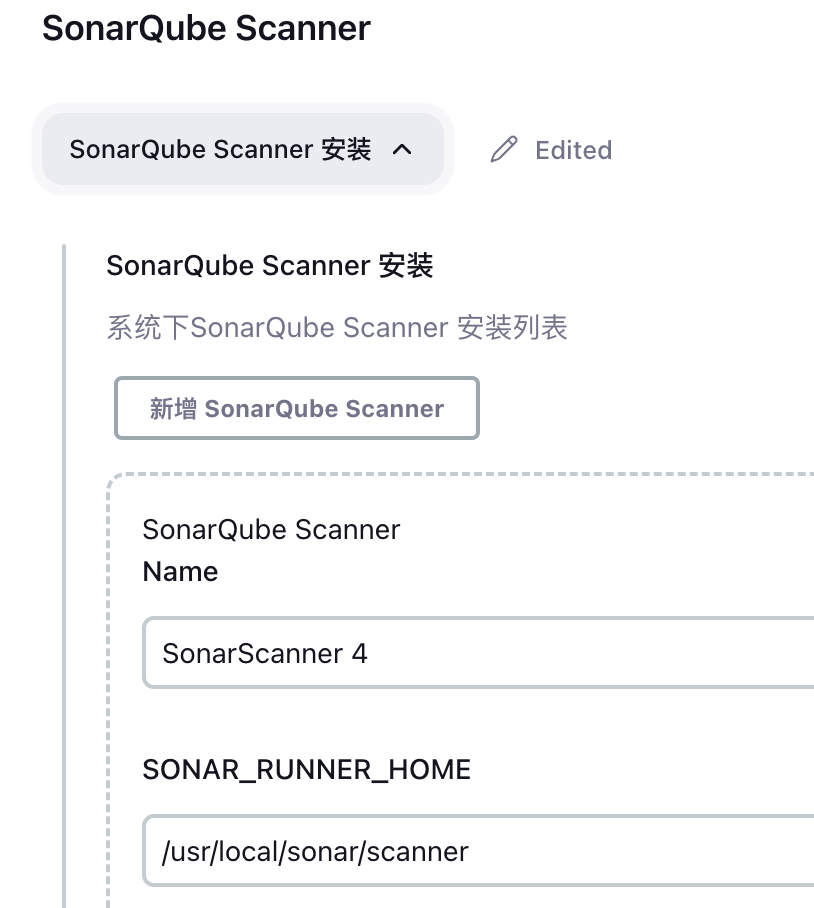 SonarQube Scanner
SonarQube Scanner 安装
Edited
SonarQube Scanner 安装
系统下SonarQube Scanner 安装列表
新增 SonarQube Scanner
SonarQube Scanner
Name
SonarScanner 4
SONAR_RUNNER_HOME
/usr/local/sonar/scanner